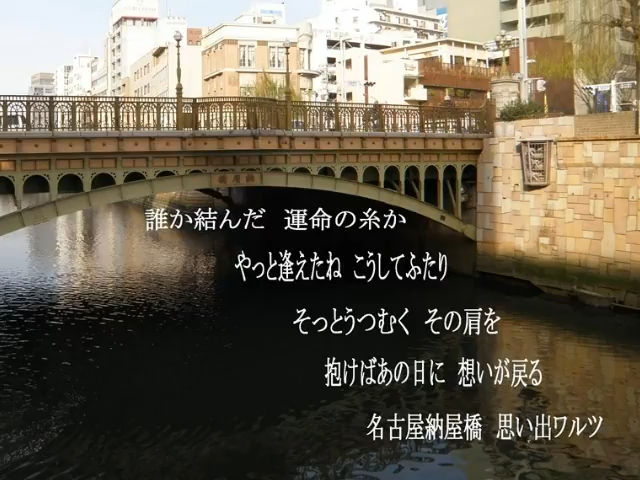 誰か結んだ 運命の糸か
やっと逢えたね こうしてふたり
そっとうつむく その肩を
抱けばあの日に 想いが戻る
名古屋納屋橋 思い出ワルツ